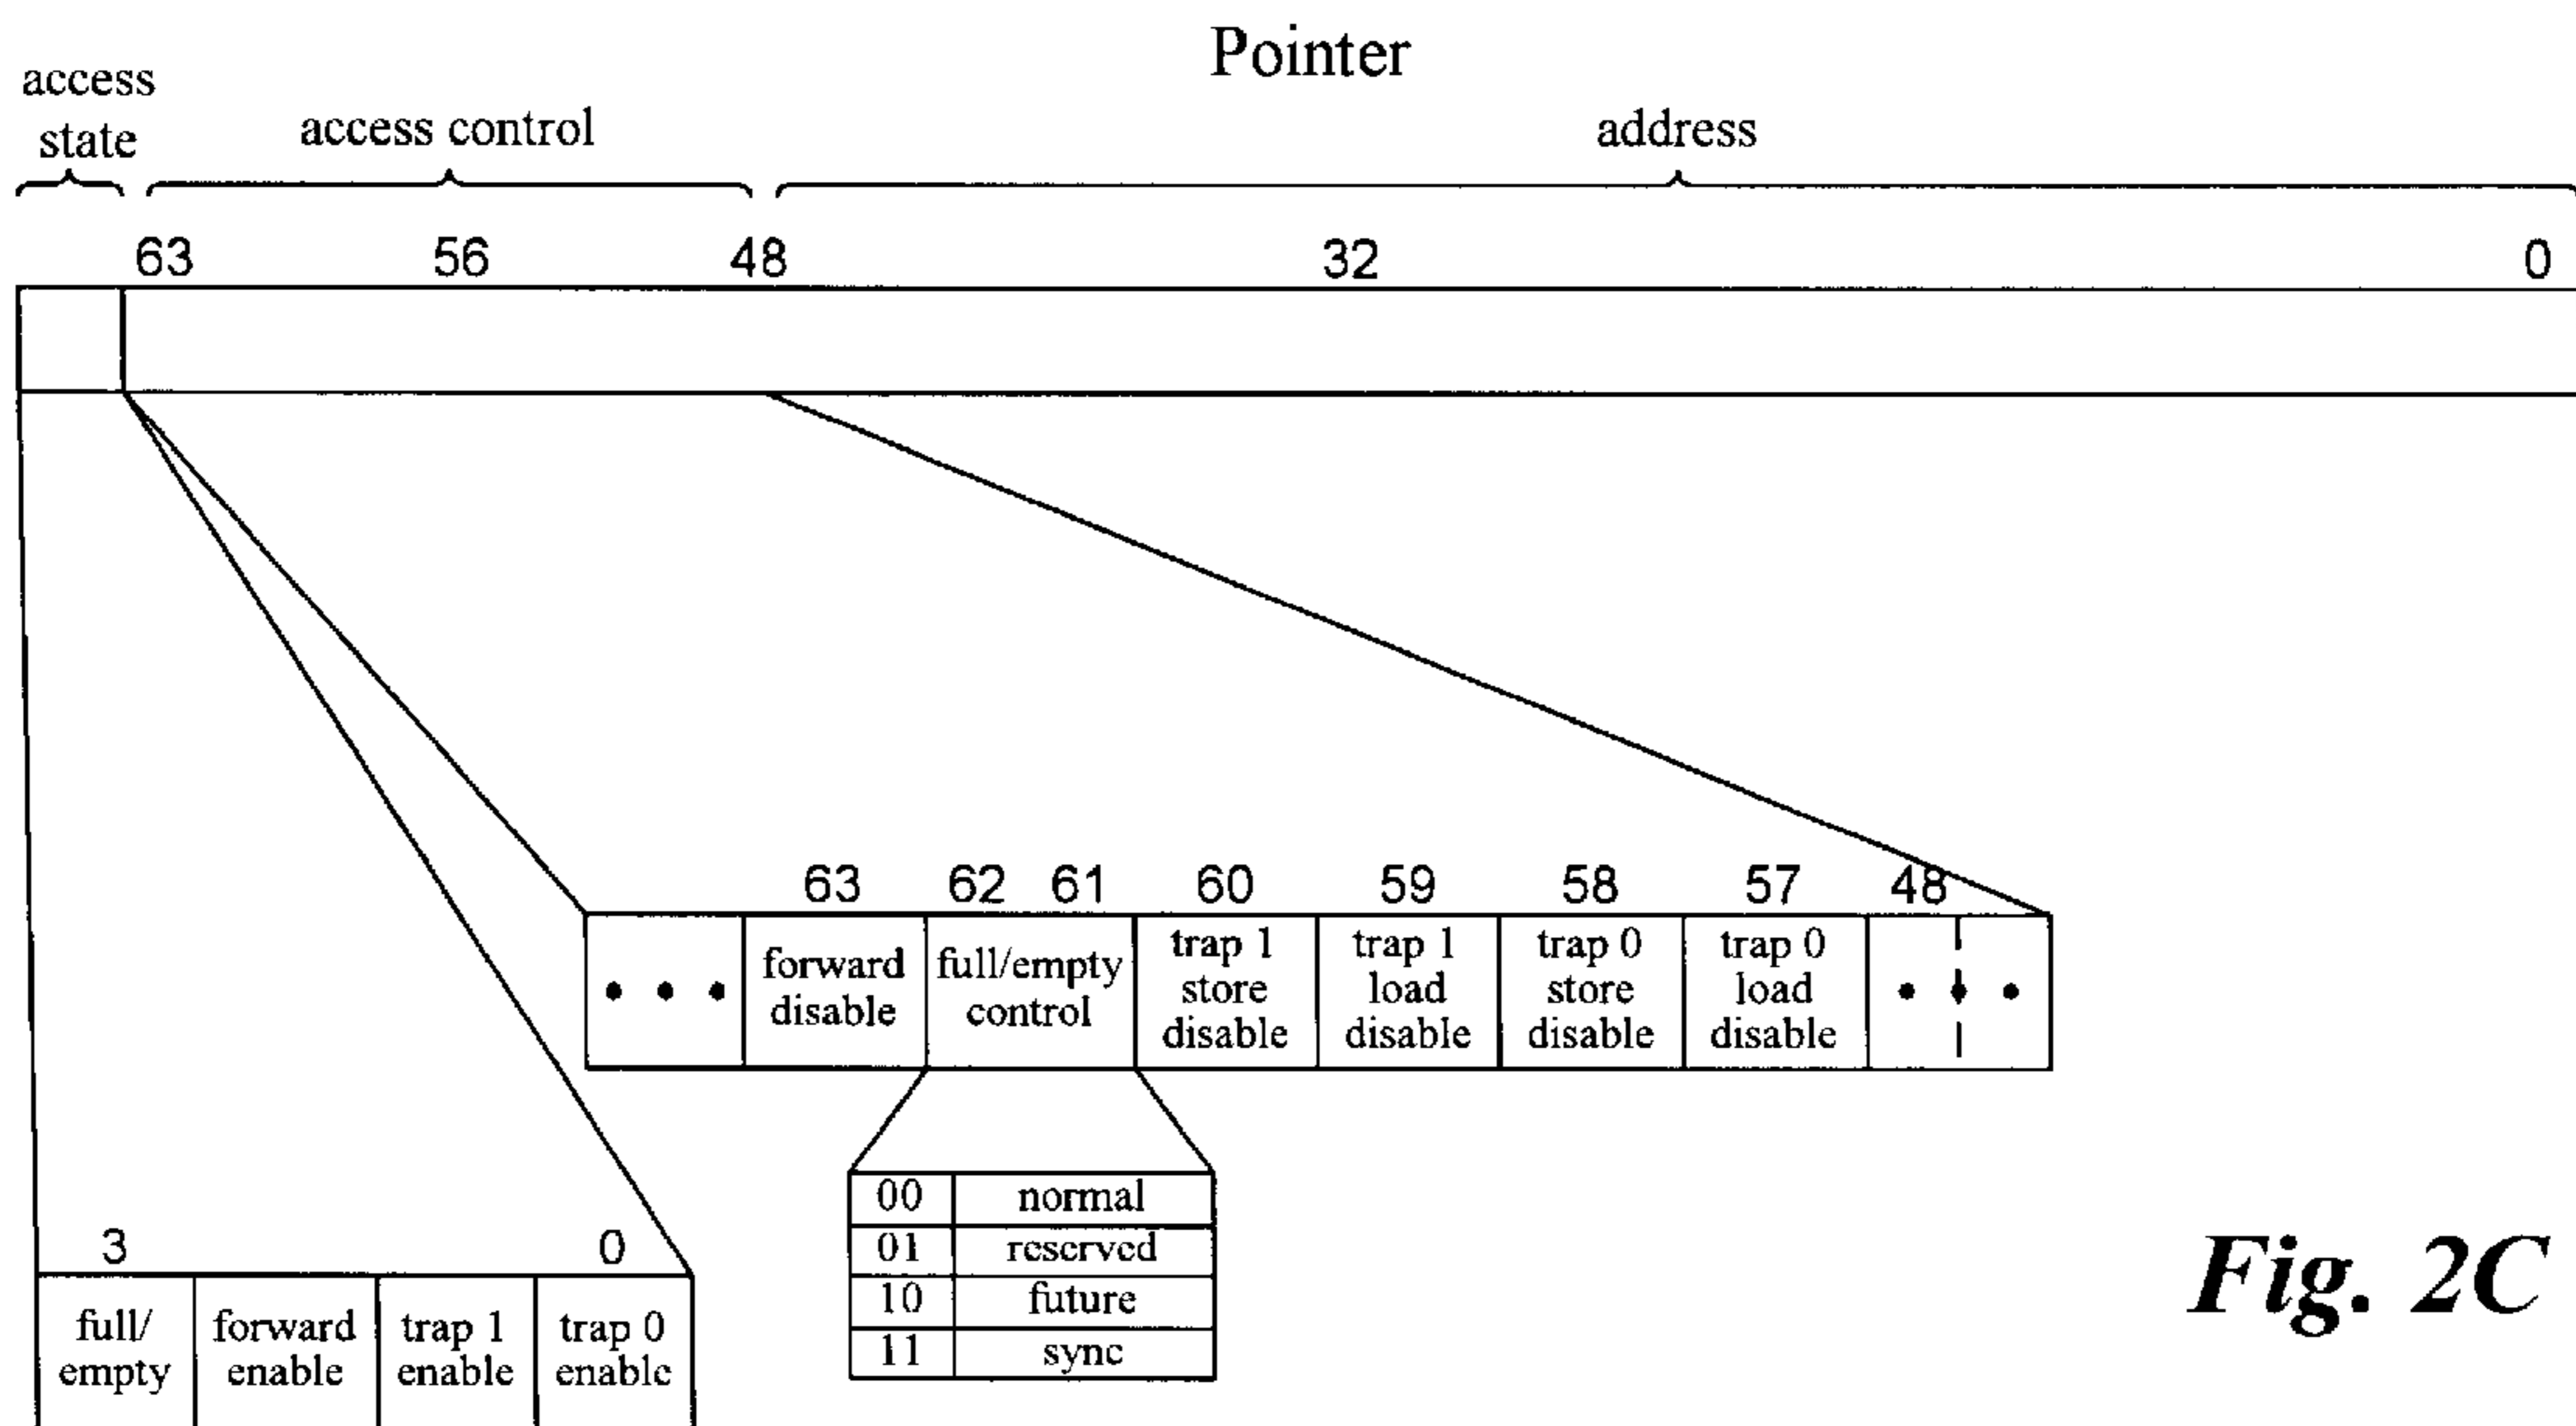 Pointer
access
state
access control
address
63 56 48 32 0
63 62 61 60 59 58 57 48
forward
disable
full/empty
control
trap 1
store
disable
trap 1
load
disable
trap 0
store
disable
trap 0
load
disable
00 normal
01 reserved
10 future
11 sync
3 0
full/
empty
forward
enable
trap 1
enable
trap 0
enable
Fig. 2C